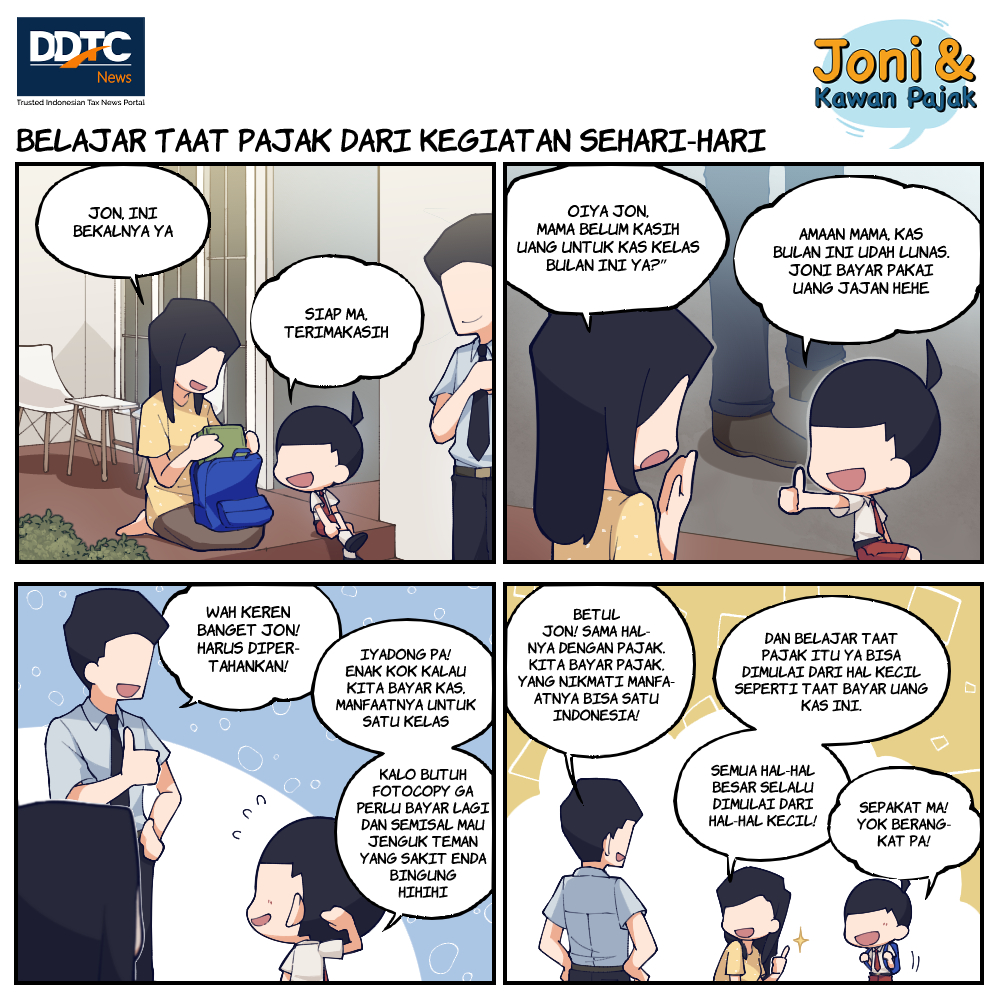 DDTC
News
Trusted Indonesian Tax News Portal
Joni &
Kawan Pajak
BELAJAR TAAT PAJAK DARI KEGIATAN SEHARI-HARI
JON, INI
BEKALNYA YA
SIAP MA,
TERIMAKASIH
OIYA JON,
MAMA BELUM KASIH
UANG UNTUK KAS KELAS
BULAN INI YA?"
AMAAN MAMA, KAS
BULAN INI UDAH LUNAS.
JONI BAYAR PAKAI
UANG JAJAN HEHE
WAH KEREN
BANGET JON!
HARUS DIPER-
TAHANKAN!
IYADONG PA!
ENAK KOK KALAU
KITA BAYAR KAS,
MANFAATNYA UNTUK
SATU KELAS
KALO BUTUH
FOTOCOPY GA
PERLU BAYAR LAGI
DAN SEMISAL MAU
JENGUK TEMAN
YANG SAKIT ENDA
BINGUNG
HIHIHI
BETUL
JON! SAMA HAL-
NYA DENGAN PAJAK.
KITA BAYAR PAJAK,
YANG NIKMATI MANFA-
ATNYA BISA SATU
INDONESIA!
DAN BELAJAR TAAT
PAJAK ITU YA BISA
DIMULAI DARI HAL KECIL
SEPERTI TAAT BAYAR UANG
KAS INI.
SEMUA HAL-HAL
BESAR SELALU
DIMULAI DARI
HAL-HAL KECIL!
SEPAKAT MA!
YOK BERANG-
KAT PA!